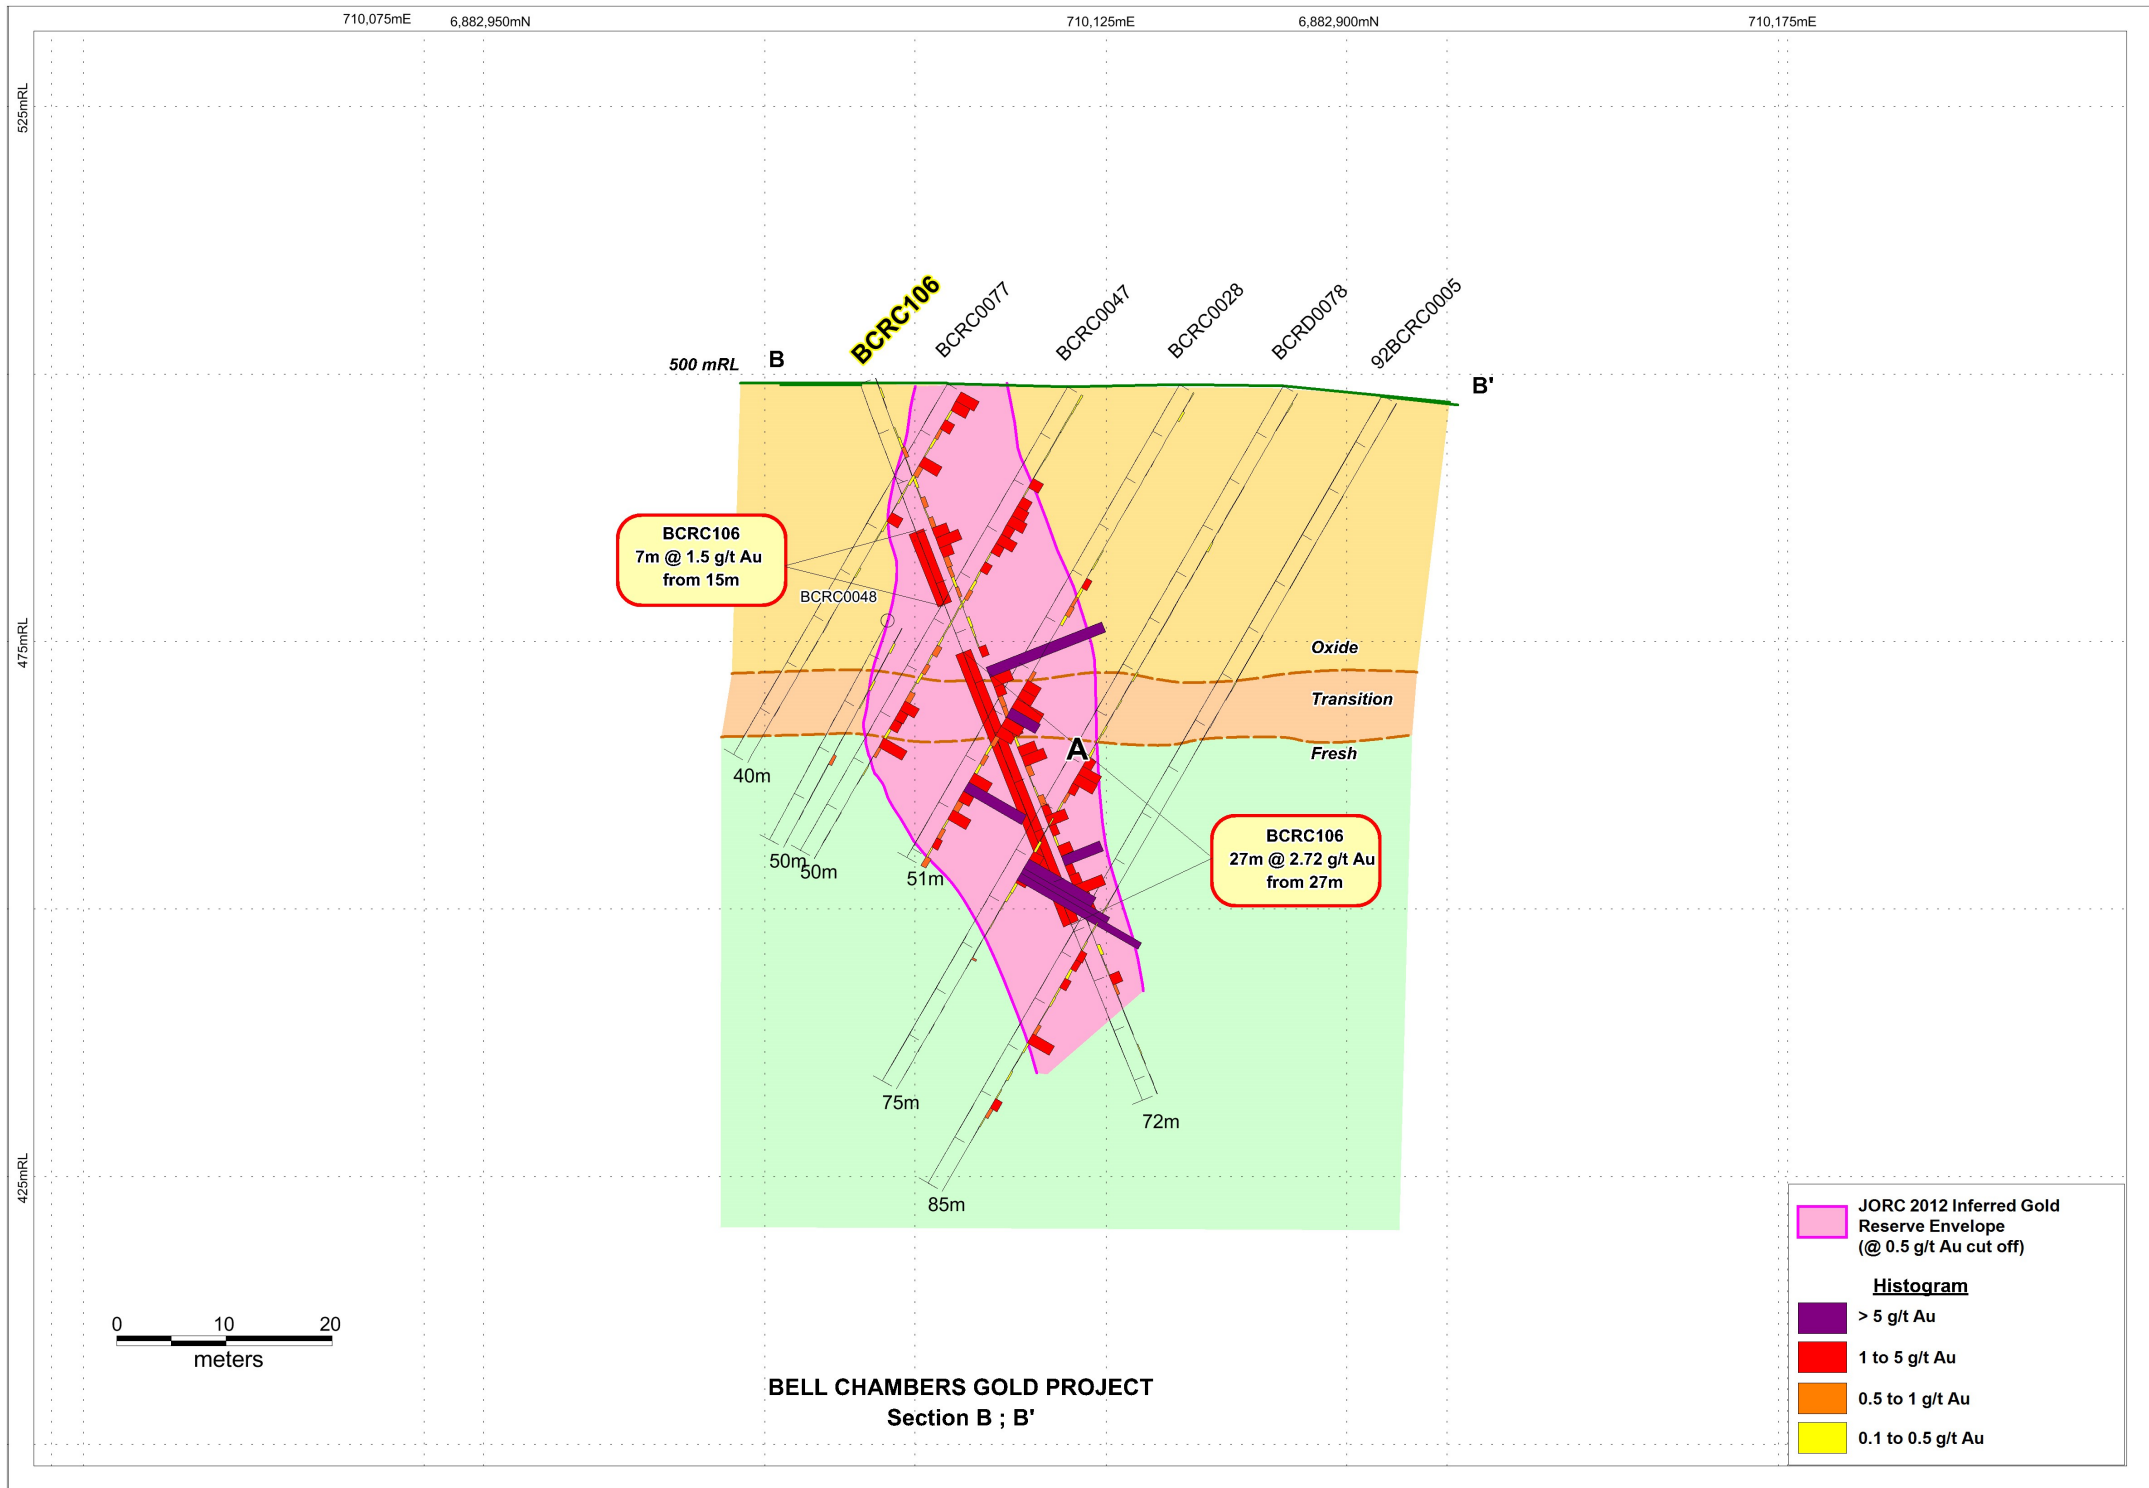 710,075mE
6,882,950mN
710,125mE
6,882,900mN
710,175mE
525mRL
475mRL
425mRL
BCRC106
BCRC0077
BCRC0047
BCRC0028
BCRD0078
92BCRC0005
500 mRL
B
B'
BCRC106
7m @ 1.5 g/t Au
from 15m
BCRC0048
Oxide
Transition
Fresh
A
40m
50m
50m
51m
BCRC106
27m @ 2.72 g/t Au
from 27m
75m
72m
85m
JORC 2012 Inferred Gold
Reserve Envelope
(@ 0.5 g/t Au cut off)
Histogram
> 5 g/t Au
1 to 5 g/t Au
0.5 to 1 g/t Au
0.1 to 0.5 g/t Au
0 10 20
meters
BELL CHAMBERS GOLD PROJECT
Section B ; B'